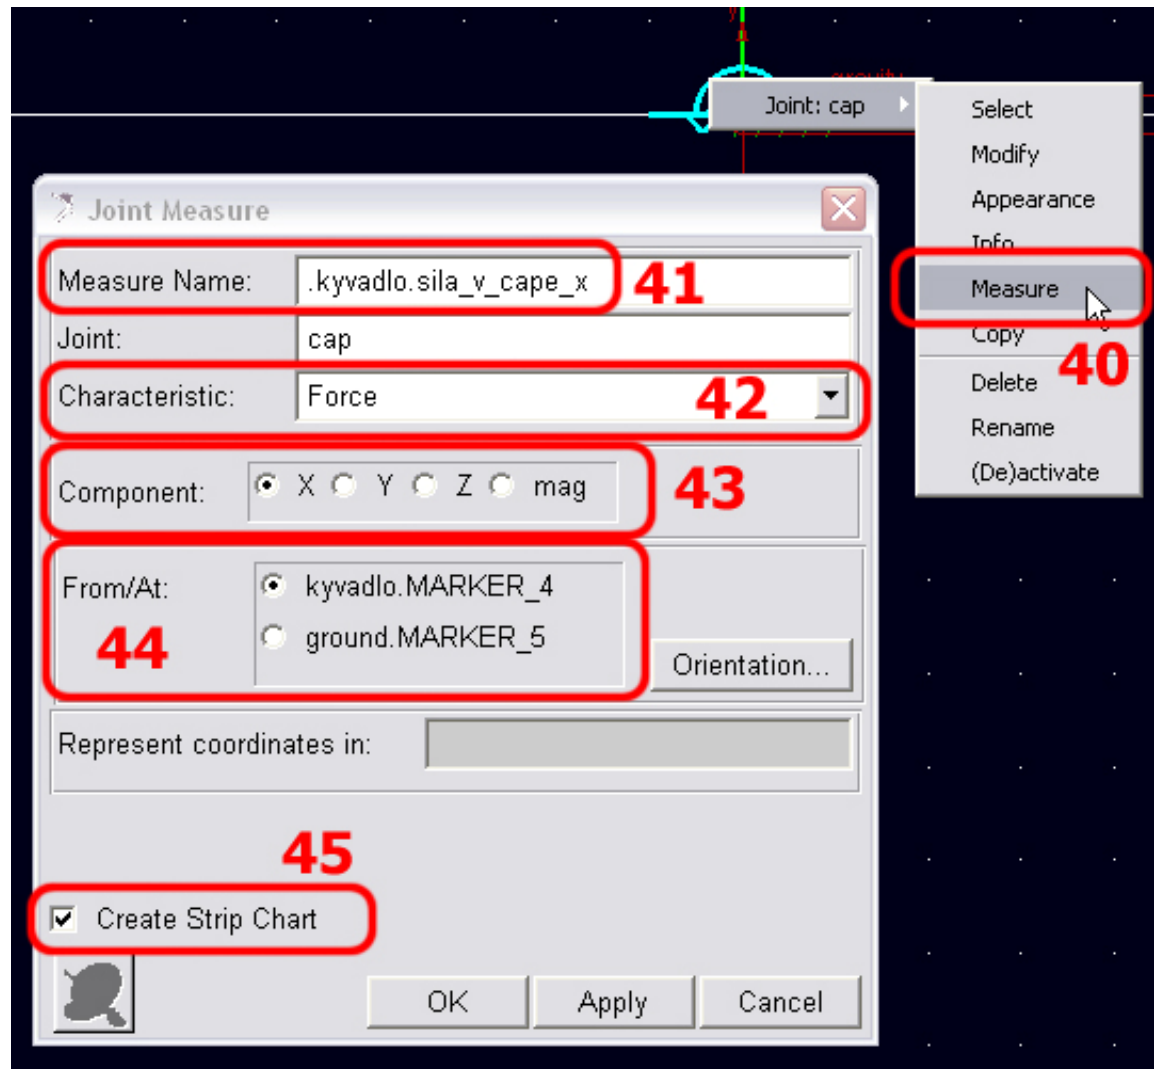 y
gravity
Joint: cap
Select
Modify
Appearance
Info
Measure
Copy
40
Delete
Rename
(De)activate
Joint Measure
Measure Name: .kyvadlo.sila_v_cape_x 41
Joint: cap
Characteristic: Force 42
Component: X Y Z mag 43
From/At: kyvadlo.MARKER_4
44 ground.MARKER_5
Orientation...
Represent coordinates in:
45
Create Strip Chart
OK Apply Cancel